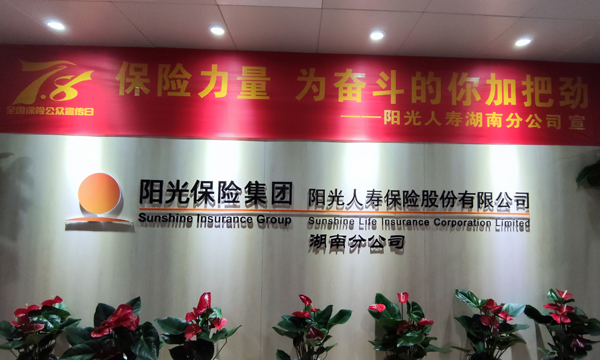 7.8
全国保险公众宣传日
保险力量 为奋斗的你加把劲
——阳光人寿湖南分公司 宣
阳光保险集团
Sunshine Insurance Group
阳光人寿保险股份有限公司
Sunshine Life Insurance Corporation Limited
湖南分公司